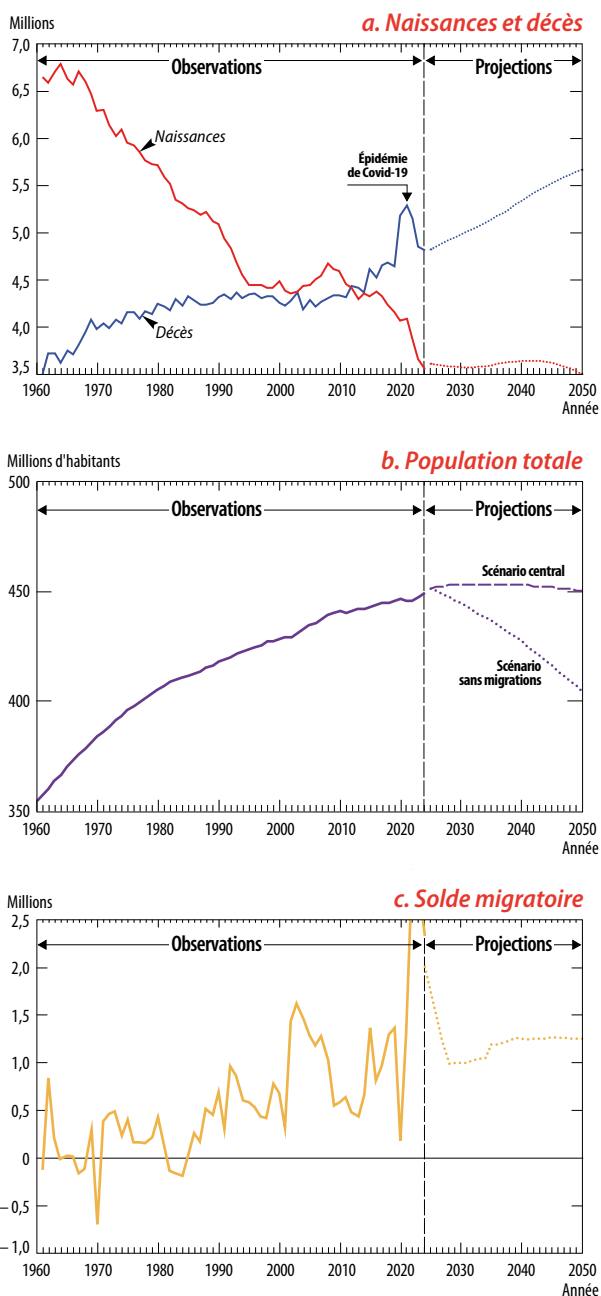 Millions
a. Naissances et décès
7,0
Observations
Projections
6,5
Naissances
6,0
Épidémie
de Covid-19
5,5
5,0
4,5
Décès
4,0
3,5
1960 1970 1980 1990 2000 2010 2020 2030 2040 2050
Année
Millions d'habitants
b. Population totale
500
Observations
Projections
Scénario central
450
Scénario
sans migrations
400
350
1960 1970 1980 1990 2000 2010 2020 2030 2040 2050
Année
Millions
c. Solde migratoire
2,5
Observations
Projections
2,0
1,5
1,0
0,5
0
– 0,5
– 1,0
1960 1970 1980 1990 2000 2010 2020 2030 2040 2050
Année